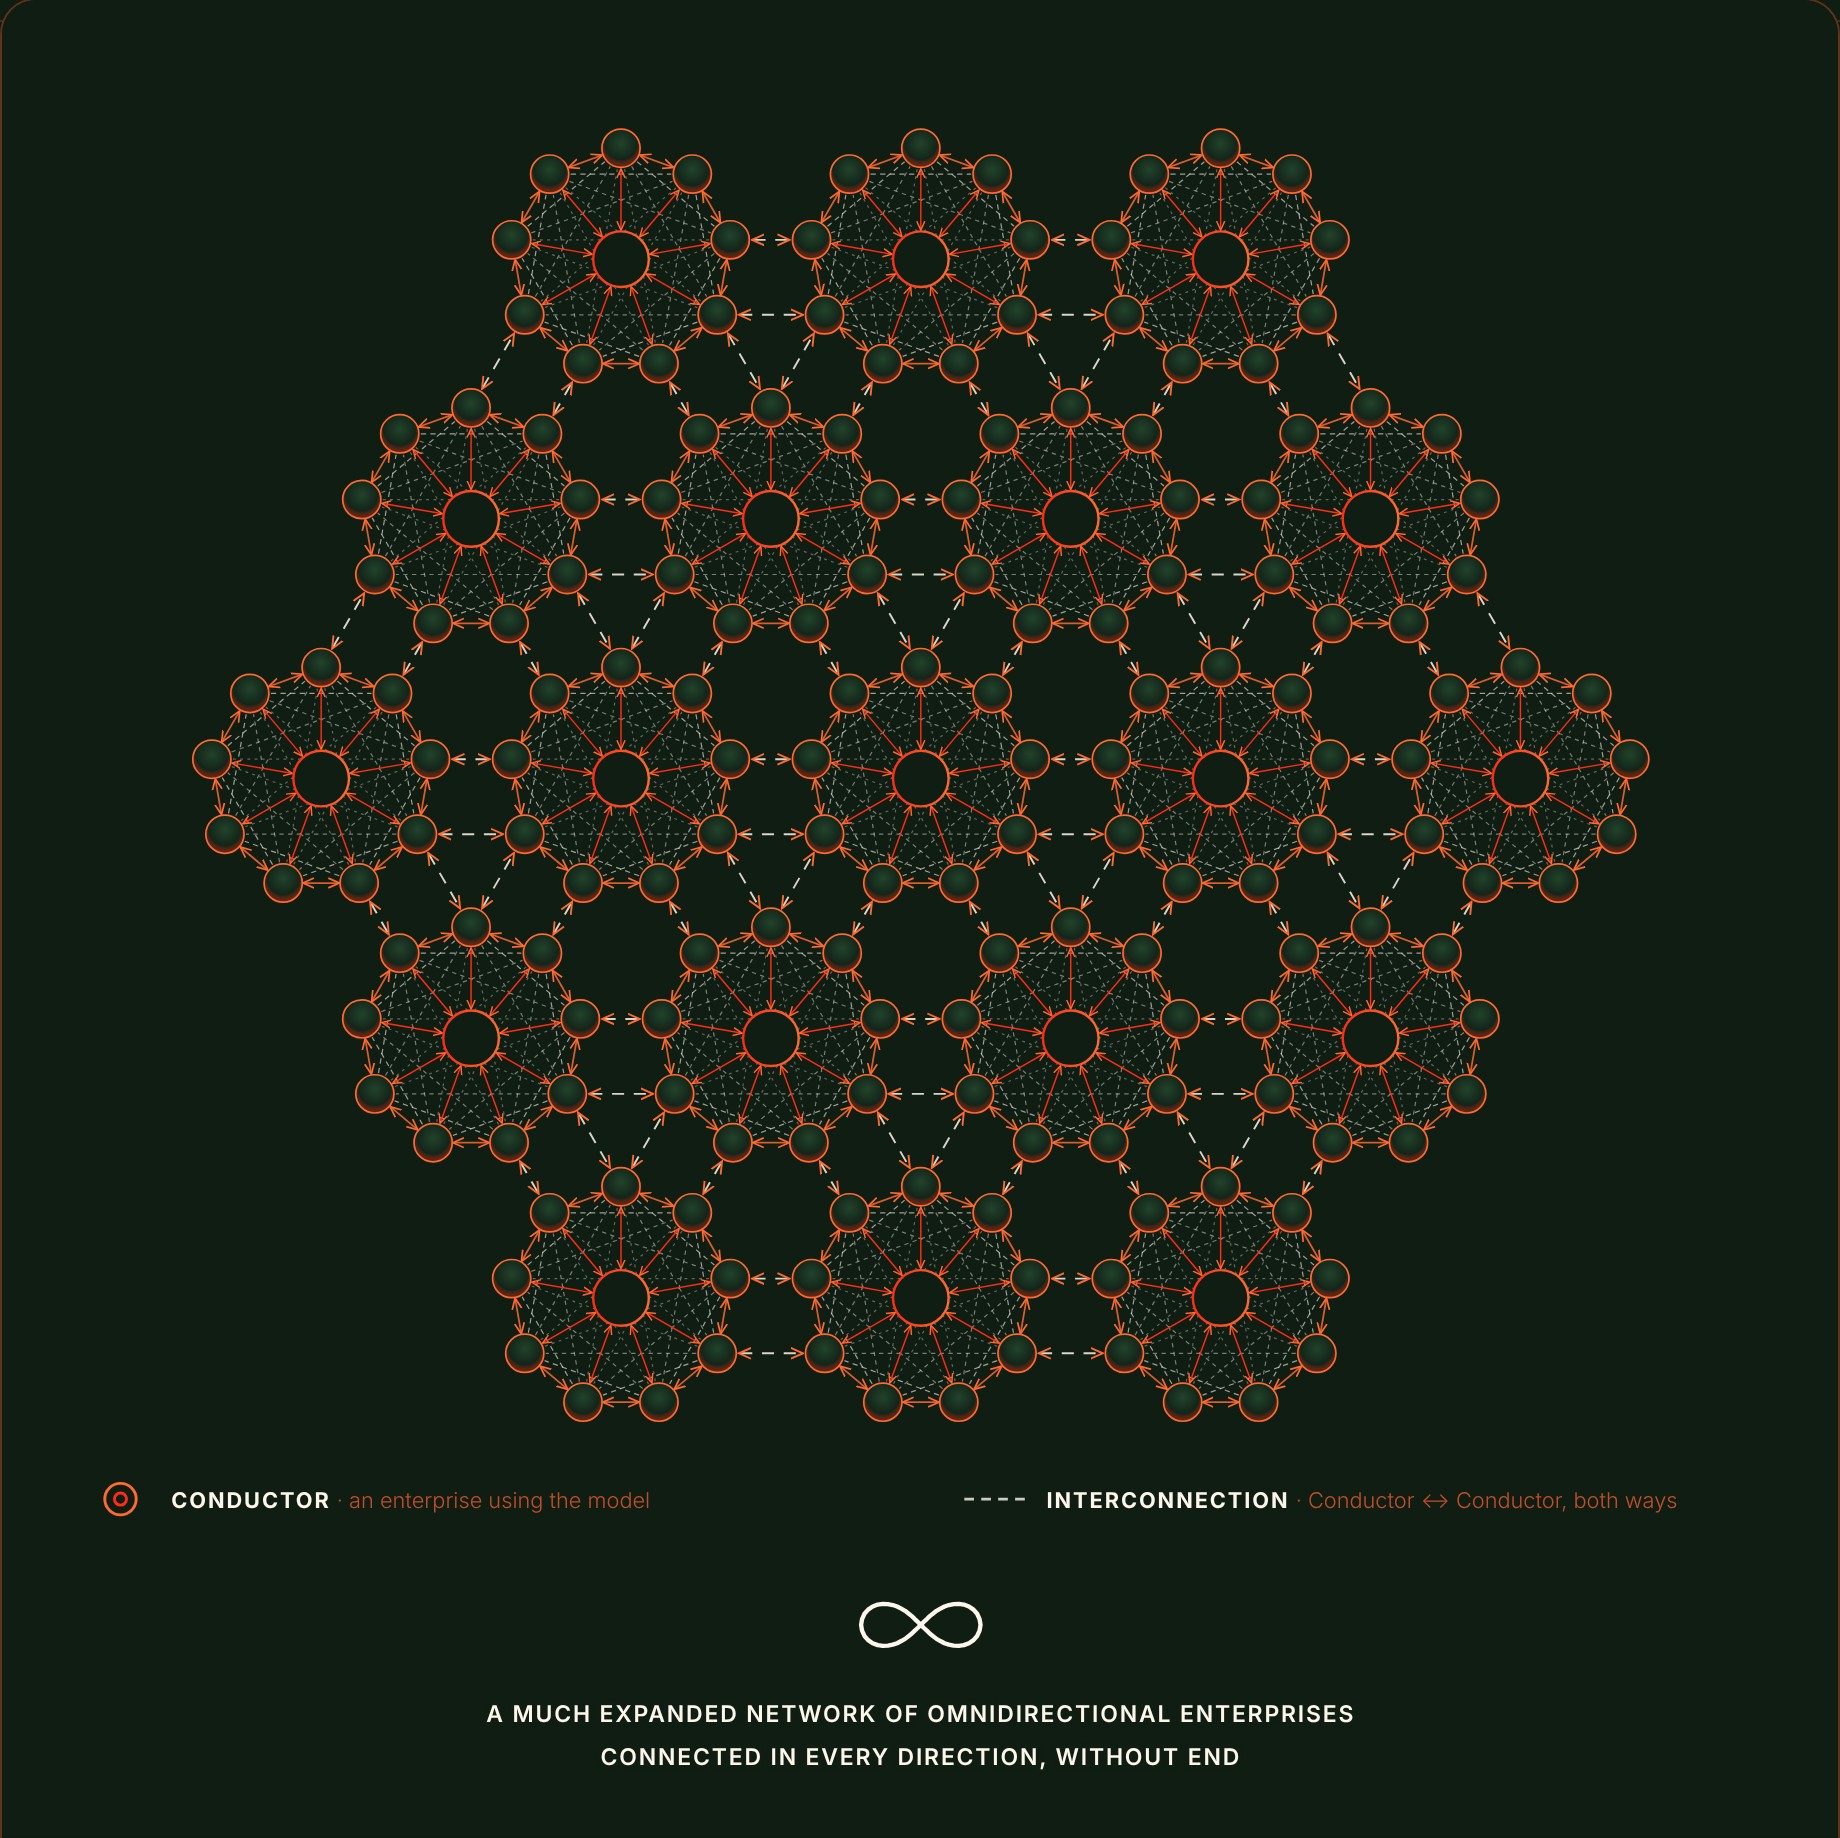 CONDUCTOR · an enterprise using the model
INTERCONNECTION · Conductor ↔ Conductor, both ways
A MUCH EXPANDED NETWORK OF OMNIDIRECTIONAL ENTERPRISES
CONNECTED IN EVERY DIRECTION, WITHOUT END